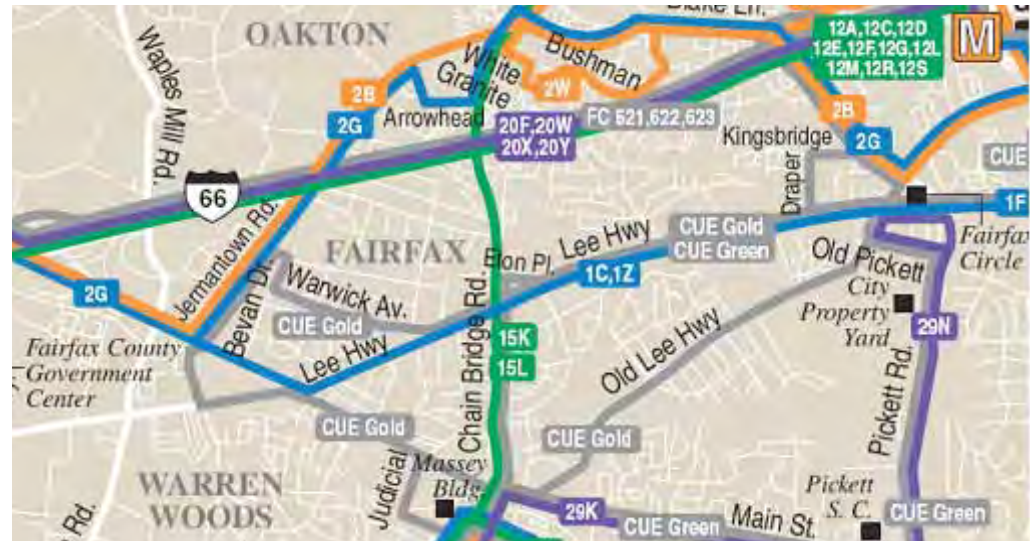 Blake Ln.
OAKTON
Waples Mill Rd.
White
Granite
Bushman
12A,12C,12D
12E,12F,12G,12L
12M,12R,12S
M
2W
2B
2G
Arrowhead
20F,20W
20X,20Y
FC 621,622,623
Kingsbridge
2B
2G
CUE
66
Draper
1F
Jermantown Rd.
FAIRFAX
Elon Pl.
Lee Hwy
CUE Gold
CUE Green
Fairfax
Circle
2G
Bevan Dr.
Warwick Av.
1C,1Z
Old Pickett
City
Property
Yard
CUE Gold
29N
Fairfax County
Government
Center
Lee Hwy
15K
15L
Chain Bridge Rd.
Old Lee Hwy
Pickett Rd.
CUE Gold
CUE Gold
WARREN
WOODS
Judicial
Massey
Bldg.
Pickett
S. C.
29K
CUE Green
Main St.
CUE Green
Rd.